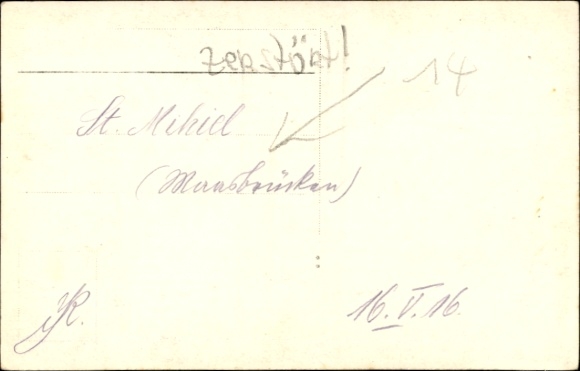 zerstört!
14
St. Mihiel
(Maasbrücken)
R.
16. V. 16.